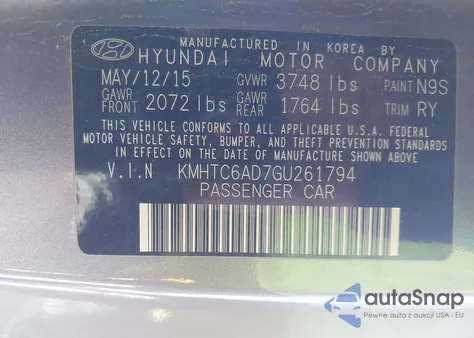 MANUFACTURED IN KOREA BY
HYUNDAI MOTOR COMPANY
MAY/12/15 GVWR 3748 lbs PAINT N9S
GAWR FRONT 2072 lbs GAWR REAR 1764 lbs TRIM RY
THIS VEHICLE CONFORMS TO ALL APPLICABLE U.S.A. FEDERAL
MOTOR VEHICLE SAFETY, BUMPER, AND THEFT PREVENTION STANDARDS
IN EFFECT ON THE DATE OF MANUFACTURE SHOWN ABOVE.
V.I.N KMHTC6AD7GU261794
PASSENGER CAR
autoSnap
Pewne auta z aukcji USA i EU